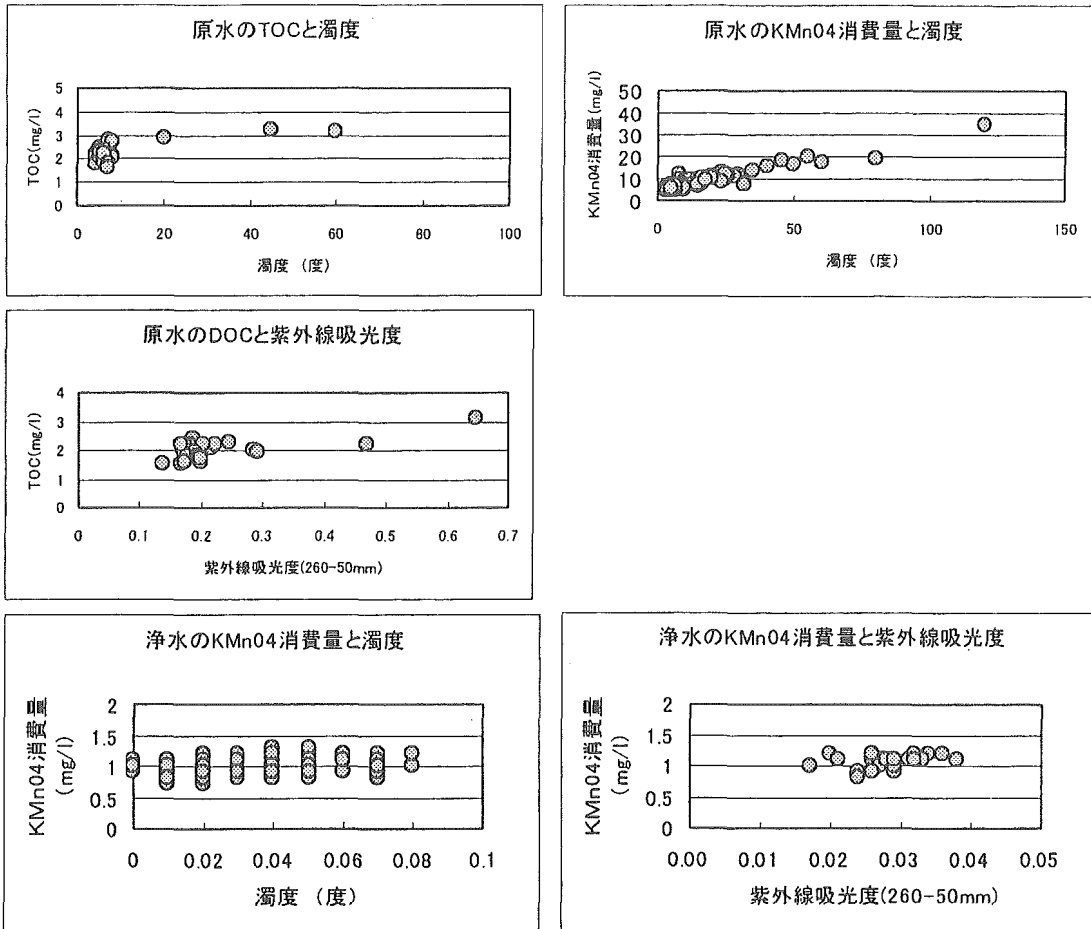 原水のTOCと濁度
TOC(mg/l)
5
4
3
2
1
0
0 20 40 60 80 100
濁度 (度)
原水のKMn04消費量と濁度
KMn04消費量(mg/l)
50
40
30
20
10
0
0 50 100 150
濁度 (度)
原水のDOCと紫外線吸光度
TOC(mg/l)
4
3
2
1
0
0 0.1 0.2 0.3 0.4 0.5 0.6 0.7
紫外線吸光度(260-50mm)
浄水のKMn04消費量と濁度
KMn04消費量
(mg/l)
2
1.5
1
0.5
0
0 0.02 0.04 0.06 0.08 0.1
濁度 (度)
浄水のKMn04消費量と紫外線吸光度
KMn04消費量
(mg/l)
2
1.5
1
0.5
0
0.00 0.01 0.02 0.03 0.04 0.05
紫外線吸光度(260-50mm)